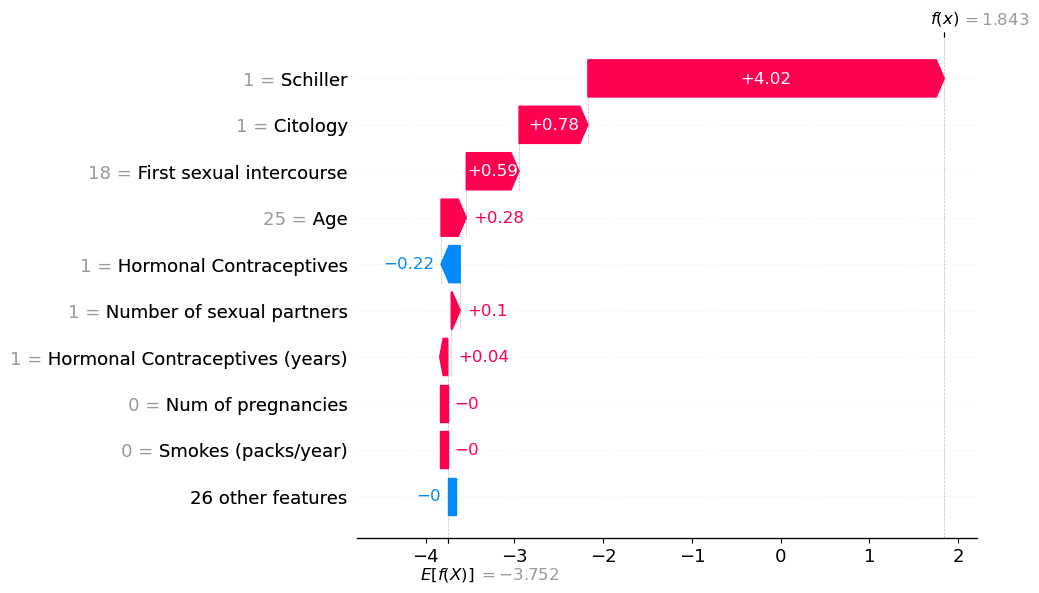 f(x) = 1.843
1 = Schiller
+4.02
1 = Citology
+0.78
18 = First sexual intercourse
+0.59
25 = Age
+0.28
1 = Hormonal Contraceptives
−0.22
1 = Number of sexual partners
+0.1
1 = Hormonal Contraceptives (years)
+0.04
0 = Num of pregnancies
−0
0 = Smokes (packs/year)
−0
26 other features
−0
−4 −3 −2 −1 0 1 2
E[f(X)] = −3.752